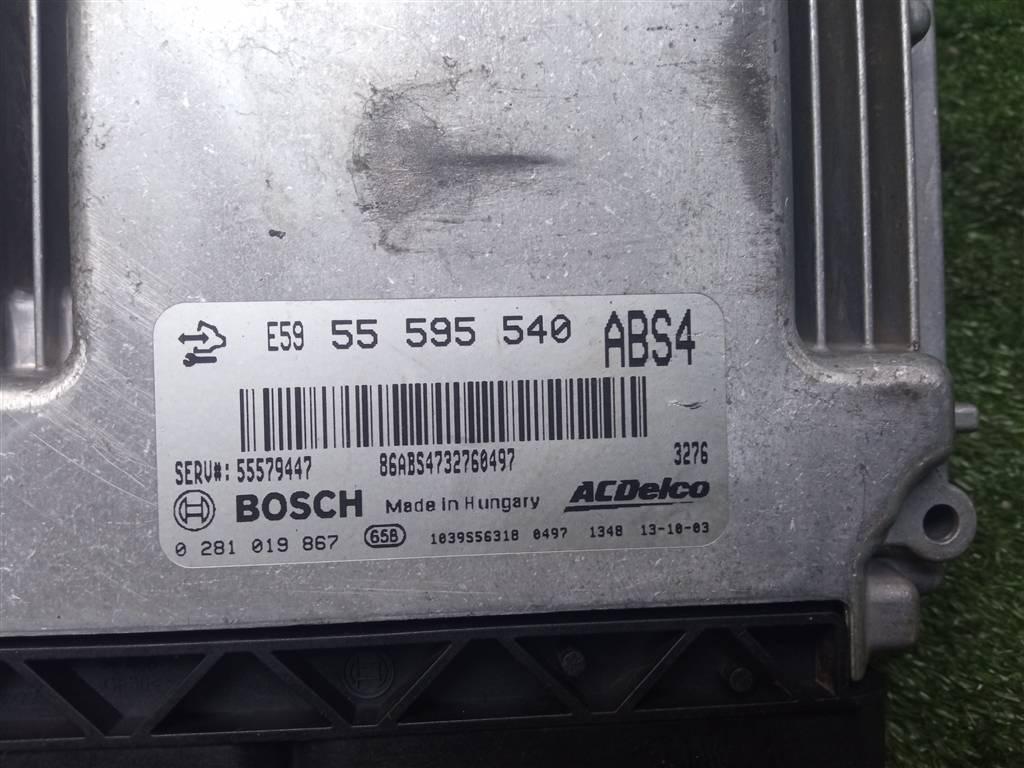 E59 55 595 540 ABS4
SERV#: 55579447 86ABS4732760497 3276
BOSCH Made in Hungary ACDelco
0 281 019 867 65B 1039S56318 0497 1348 13-10-03